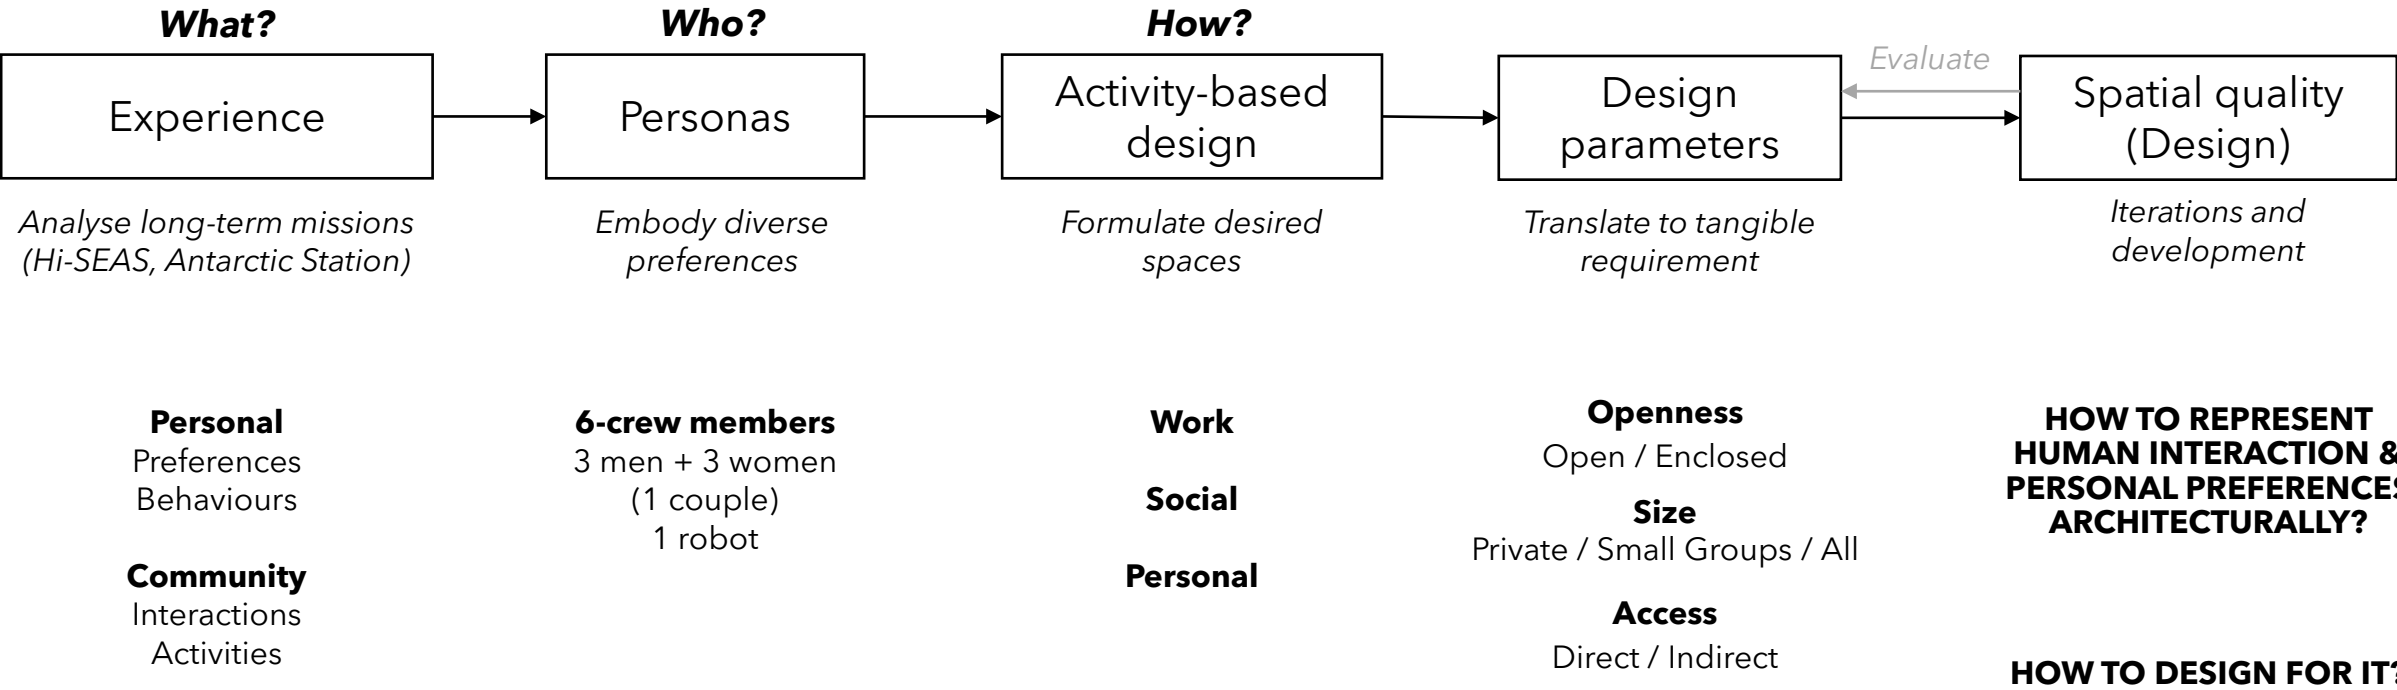 What?
Who?
How?
Experience
Personas
Activity-based
design
Design
parameters
Evaluate
Spatial quality
(Design)
Analyse long-term missions
(Hi-SEAS, Antarctic Station)
Embody diverse
preferences
Formulate desired
spaces
Translate to tangible
requirement
Iterations and
development
Personal
Preferences
Behaviours
Community
Interactions
Activities
6-crew members
3 men + 3 women
(1 couple)
1 robot
Work
Social
Personal
Openness
Open / Enclosed
Size
Private / Small Groups / All
Access
Direct / Indirect
HOW TO REPRESENT
HUMAN INTERACTION &
PERSONAL PREFERENCES
ARCHITECTURALLY?
HOW TO DESIGN FOR IT?